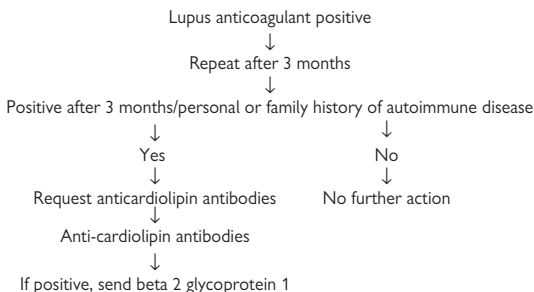 Lupus anticoagulant positive
↓
Repeat after 3 months
↓
Positive after 3 months/personal or family history of autoimmune disease
↓ ↓
Yes No
↓ ↓
Request anticardiolipin antibodies No further action
↓
Anti-cardiolipin antibodies
↓
If positive, send beta 2 glycoprotein 1